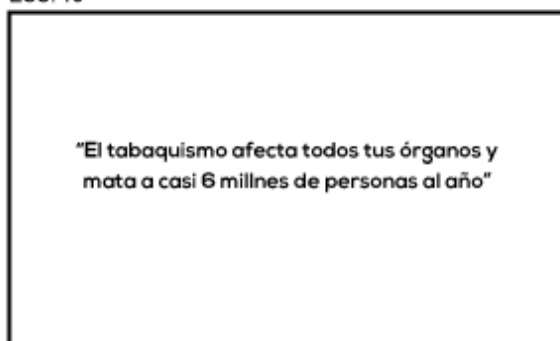 "El tabaquismo afecta todos tus órganos y
mata a casi 6 millnes de personas al año"